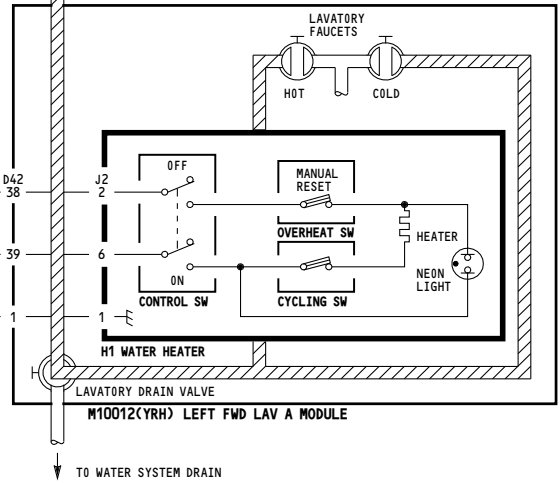 LAVATORY
FAUCETS
HOT
COLD
D42
38
J2
2
OFF
MANUAL
RESET
OVERHEAT SW
HEATER
39
6
NEON
LIGHT
ON
CONTROL SW
CYCLING SW
1
1
H1 WATER HEATER
LAVATORY DRAIN VALVE
M10012(YRH) LEFT FWD LAV A MODULE
TO WATER SYSTEM DRAIN